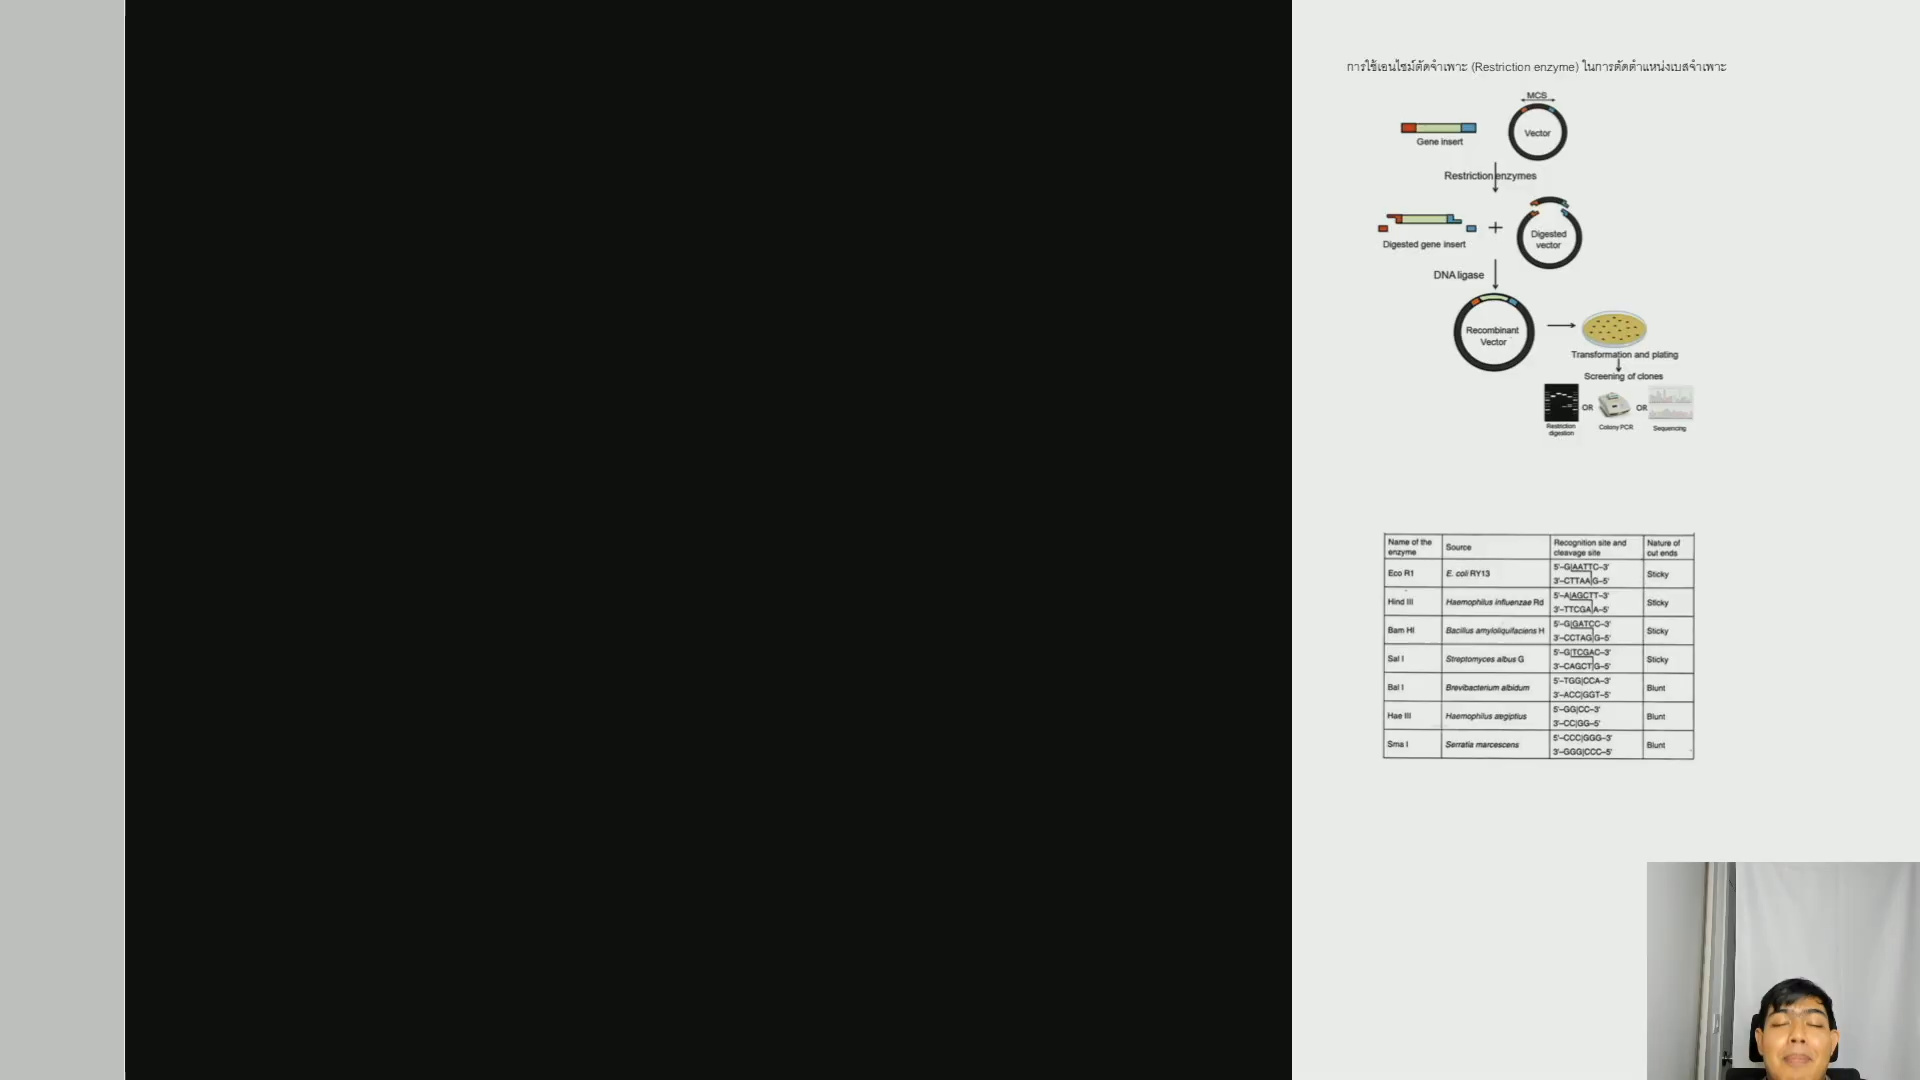 การใช้เอนไซม์ตัดจำเพาะ (Restriction enzyme) ในการตัดตำแหน่งเบสจำเพาะ
MCS
Vector
Gene insert
Restriction enzymes
+
Digested gene insert
Digested
vector
DNA ligase
Recombinant
Vector
Transformation and plating
Screening of clones
OR
OR
Restriction
digestion
Colony PCR
Sequencing
Name of the
enzyme
Source
Recognition site and
cleavage site
Nature of
cut ends
Eco R1
E. coli RY13
5'–G|AATTC–3'
3'–CTTAA|G–5'
Sticky
Hind III
Haemophilus influenzae Rd
5'–A|AGCTT–3'
3'–TTCGA|A–5'
Sticky
Bam HI
Bacillus amyloliquifaciens H
5'–G|GATCC–3'
3'–CCTAG|G–5'
Sticky
Sal I
Streptomyces albus G
5'–G|TCGAC–3'
3'–CAGCT|G–5'
Sticky
Bal I
Brevibacterium albidum
5'–TGG|CCA–3'
3'–ACC|GGT–5'
Blunt
Hae III
Haemophilus aegiptius
5'–GG|CC–3'
3'–CC|GG–5'
Blunt
Sma I
Serratia marcescens
5'–CCC|GGG–3'
3'–GGG|CCC–5'
Blunt